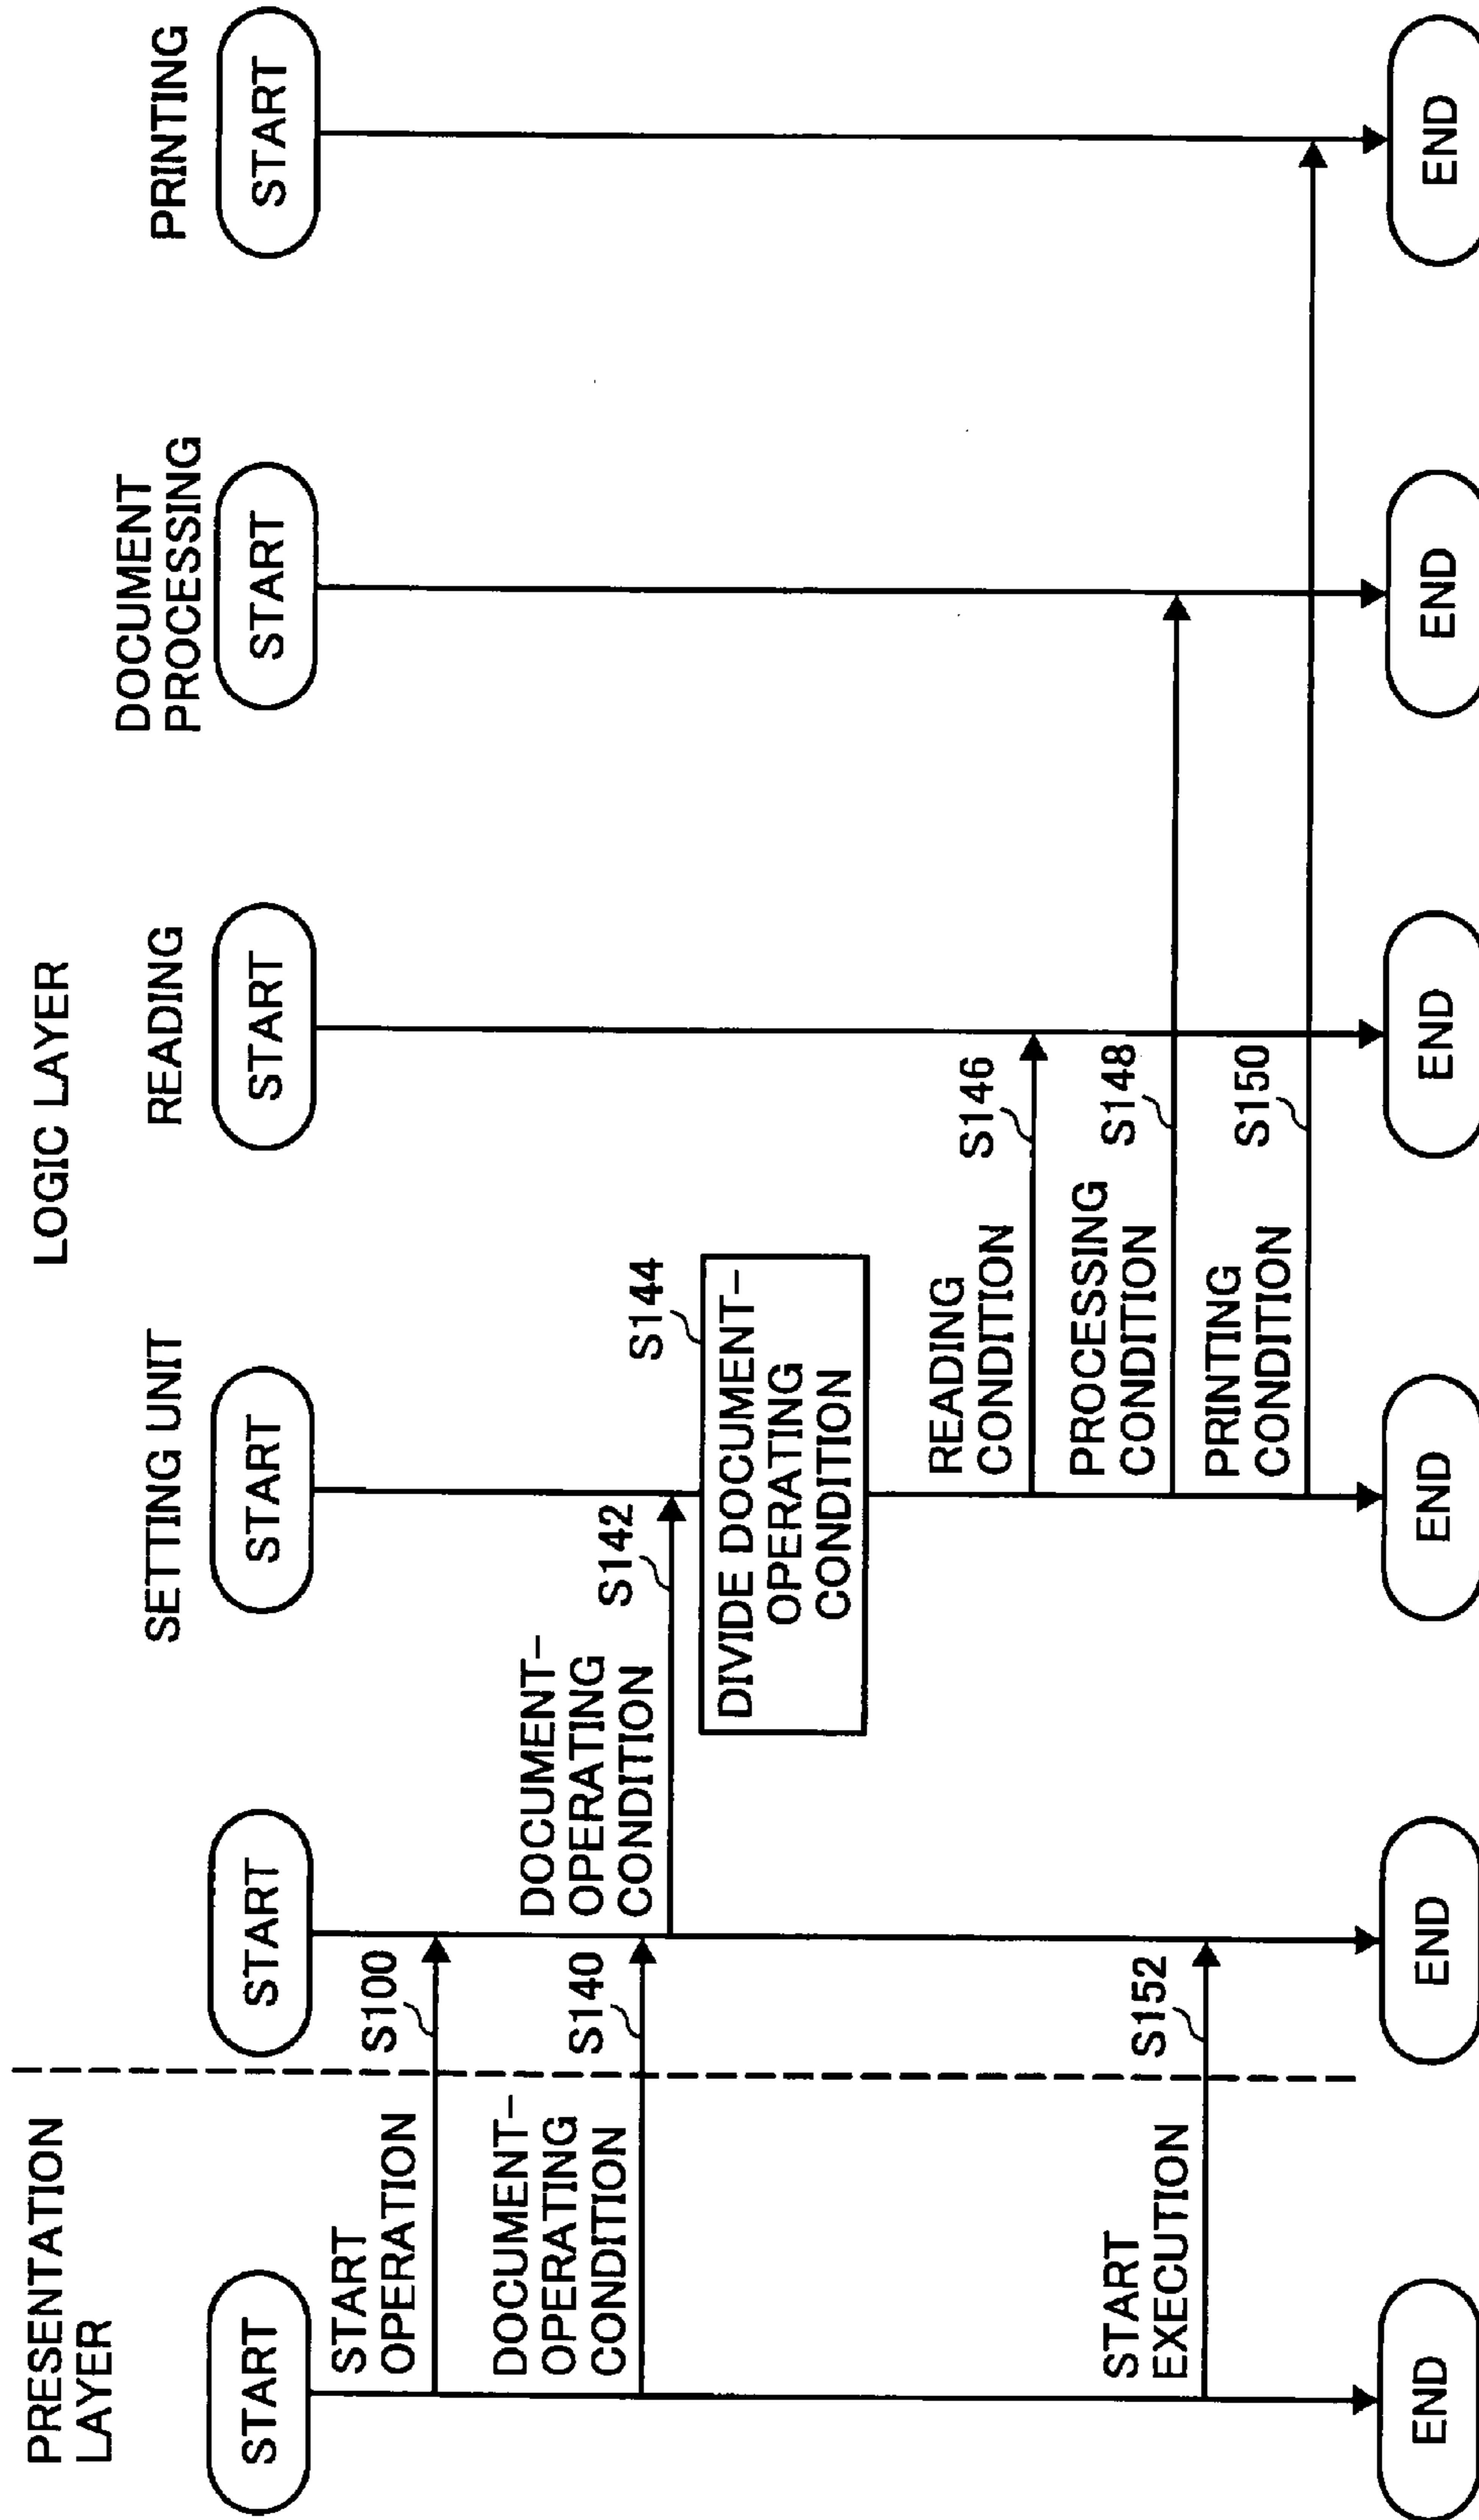 PRESENTATION
LAYER
LOGIC LAYER
SETTING UNIT
READING
DOCUMENT
PROCESSING
PRINTING
START
START
START
START
START
START
START
OPERATION
S100
DOCUMENT–
OPERATING
CONDITION
S140
DOCUMENT–
OPERATING
CONDITION
S142
S144
DIVIDE DOCUMENT–
OPERATING
CONDITION
READING
CONDITION
S146
PROCESSING
CONDITION
S148
START
EXECUTION
S152
PRINTING
CONDITION
S150
END
END
END
END
END
END